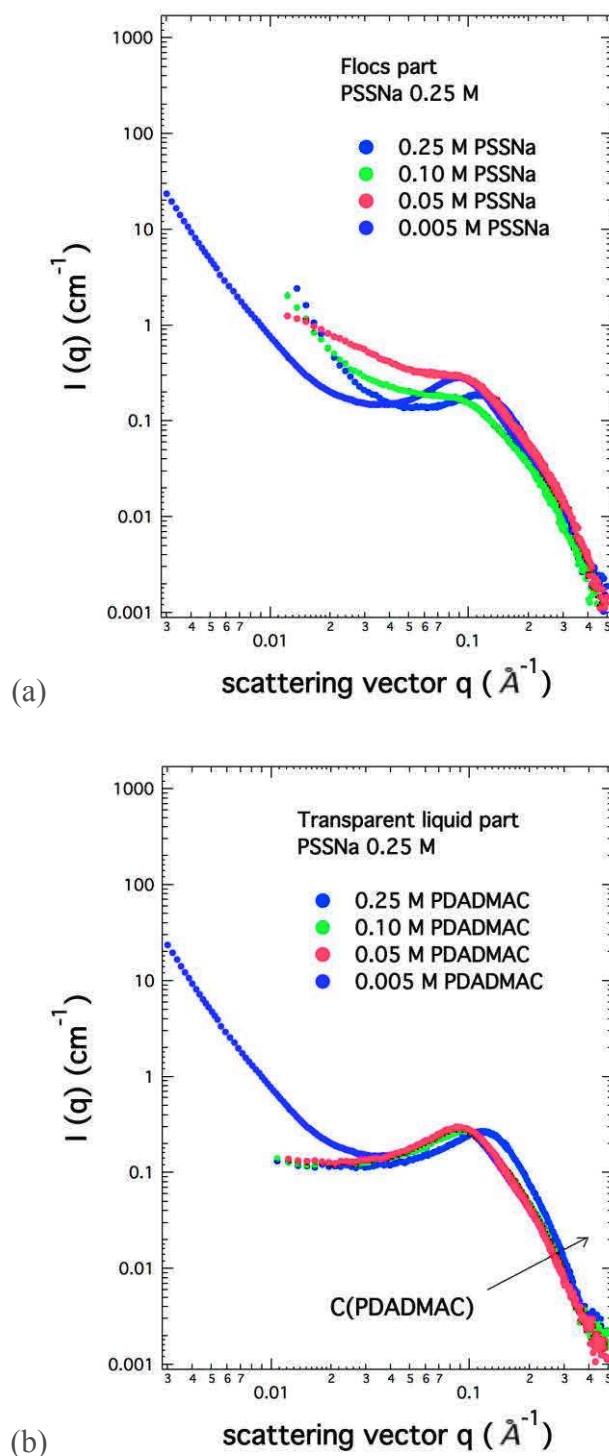 1000
100
10
1
0.1
0.01
0.001
I (q) (cm-1)
Flocs part
PSSNa 0.25 M
0.25 M PSSNa
0.10 M PSSNa
0.05 M PSSNa
0.005 M PSSNa
3 4 5 6 7 0.01 2 3 4 5 6 7 0.1 2 3 4 5
scattering vector q ( Å-1)
(a)
1000
100
10
1
0.1
0.01
0.001
I (q) (cm-1)
Transparent liquid part
PSSNa 0.25 M
0.25 M PDADMAC
0.10 M PDADMAC
0.05 M PDADMAC
0.005 M PDADMAC
C(PDADMAC)
3 4 5 6 7 0.01 2 3 4 5 6 7 0.1 2 3 4 5
scattering vector q ( Å-1)
(b)